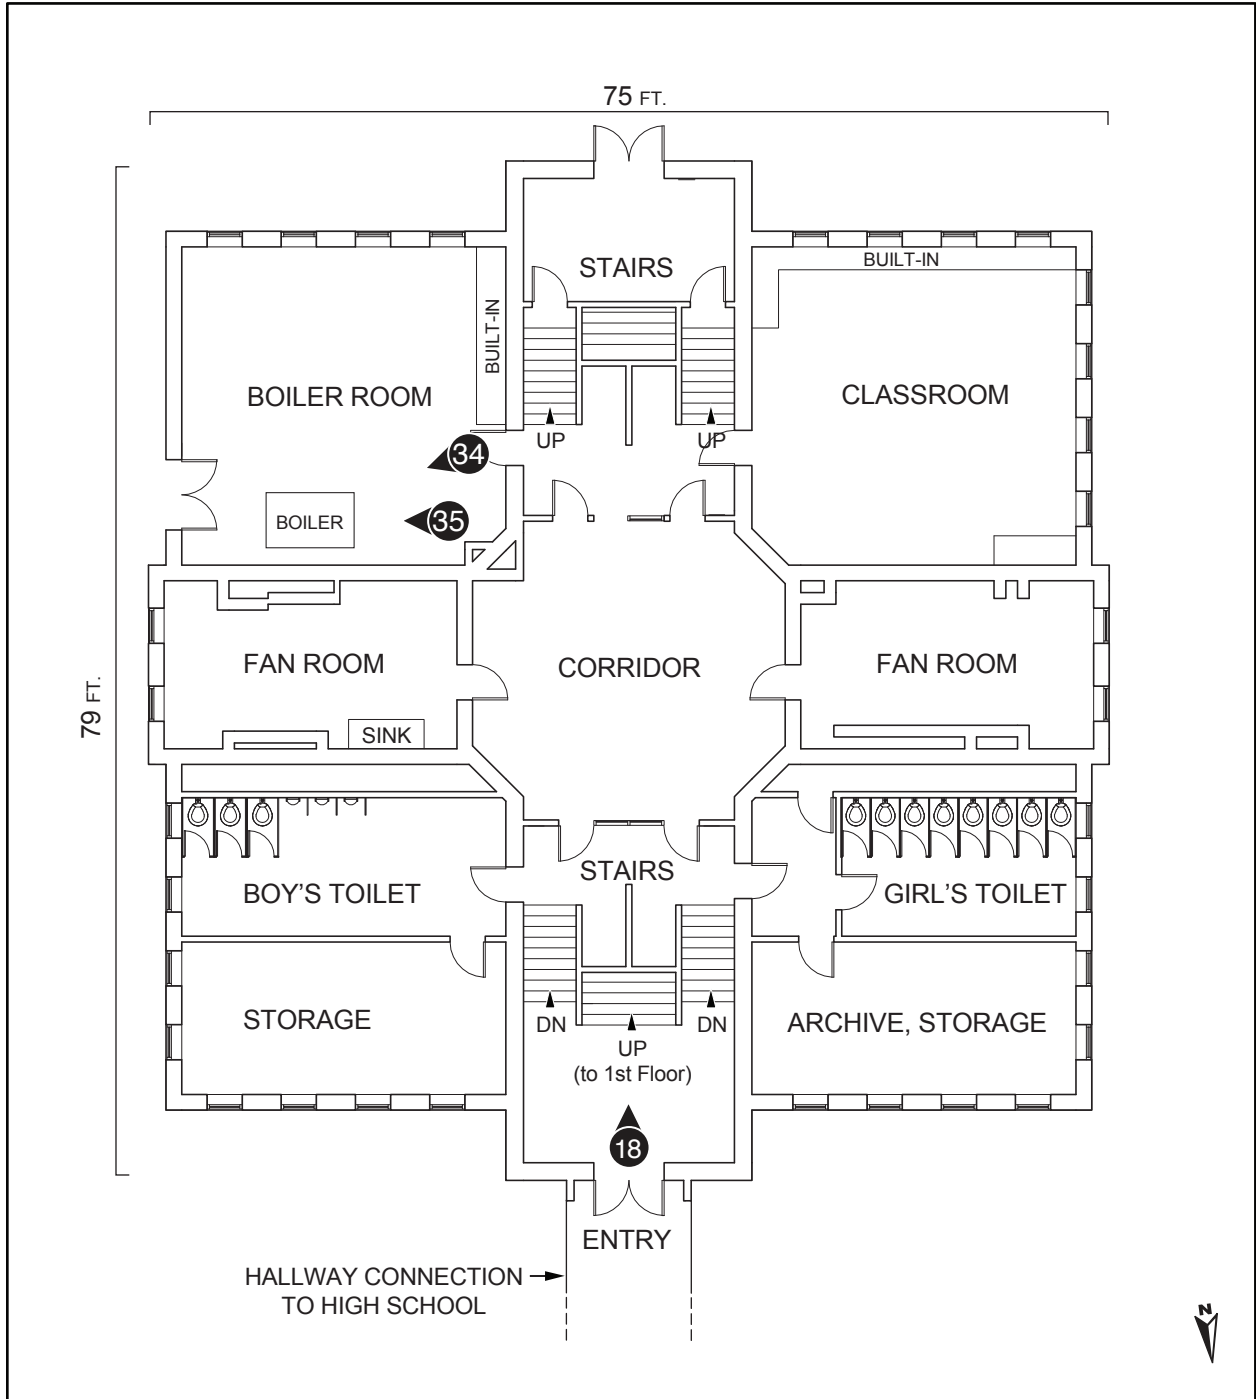 75 FT.
STAIRS
BUILT-IN
BUILT-IN
BOILER ROOM
CLASSROOM
UP
UP
34
35
BOILER
FAN ROOM
CORRIDOR
FAN ROOM
79 FT.
SINK
STAIRS
BOY'S TOILET
GIRL'S TOILET
STORAGE
DN
DN
ARCHIVE, STORAGE
UP
(to 1st Floor)
18
ENTRY
HALLWAY CONNECTION
TO HIGH SCHOOL
N